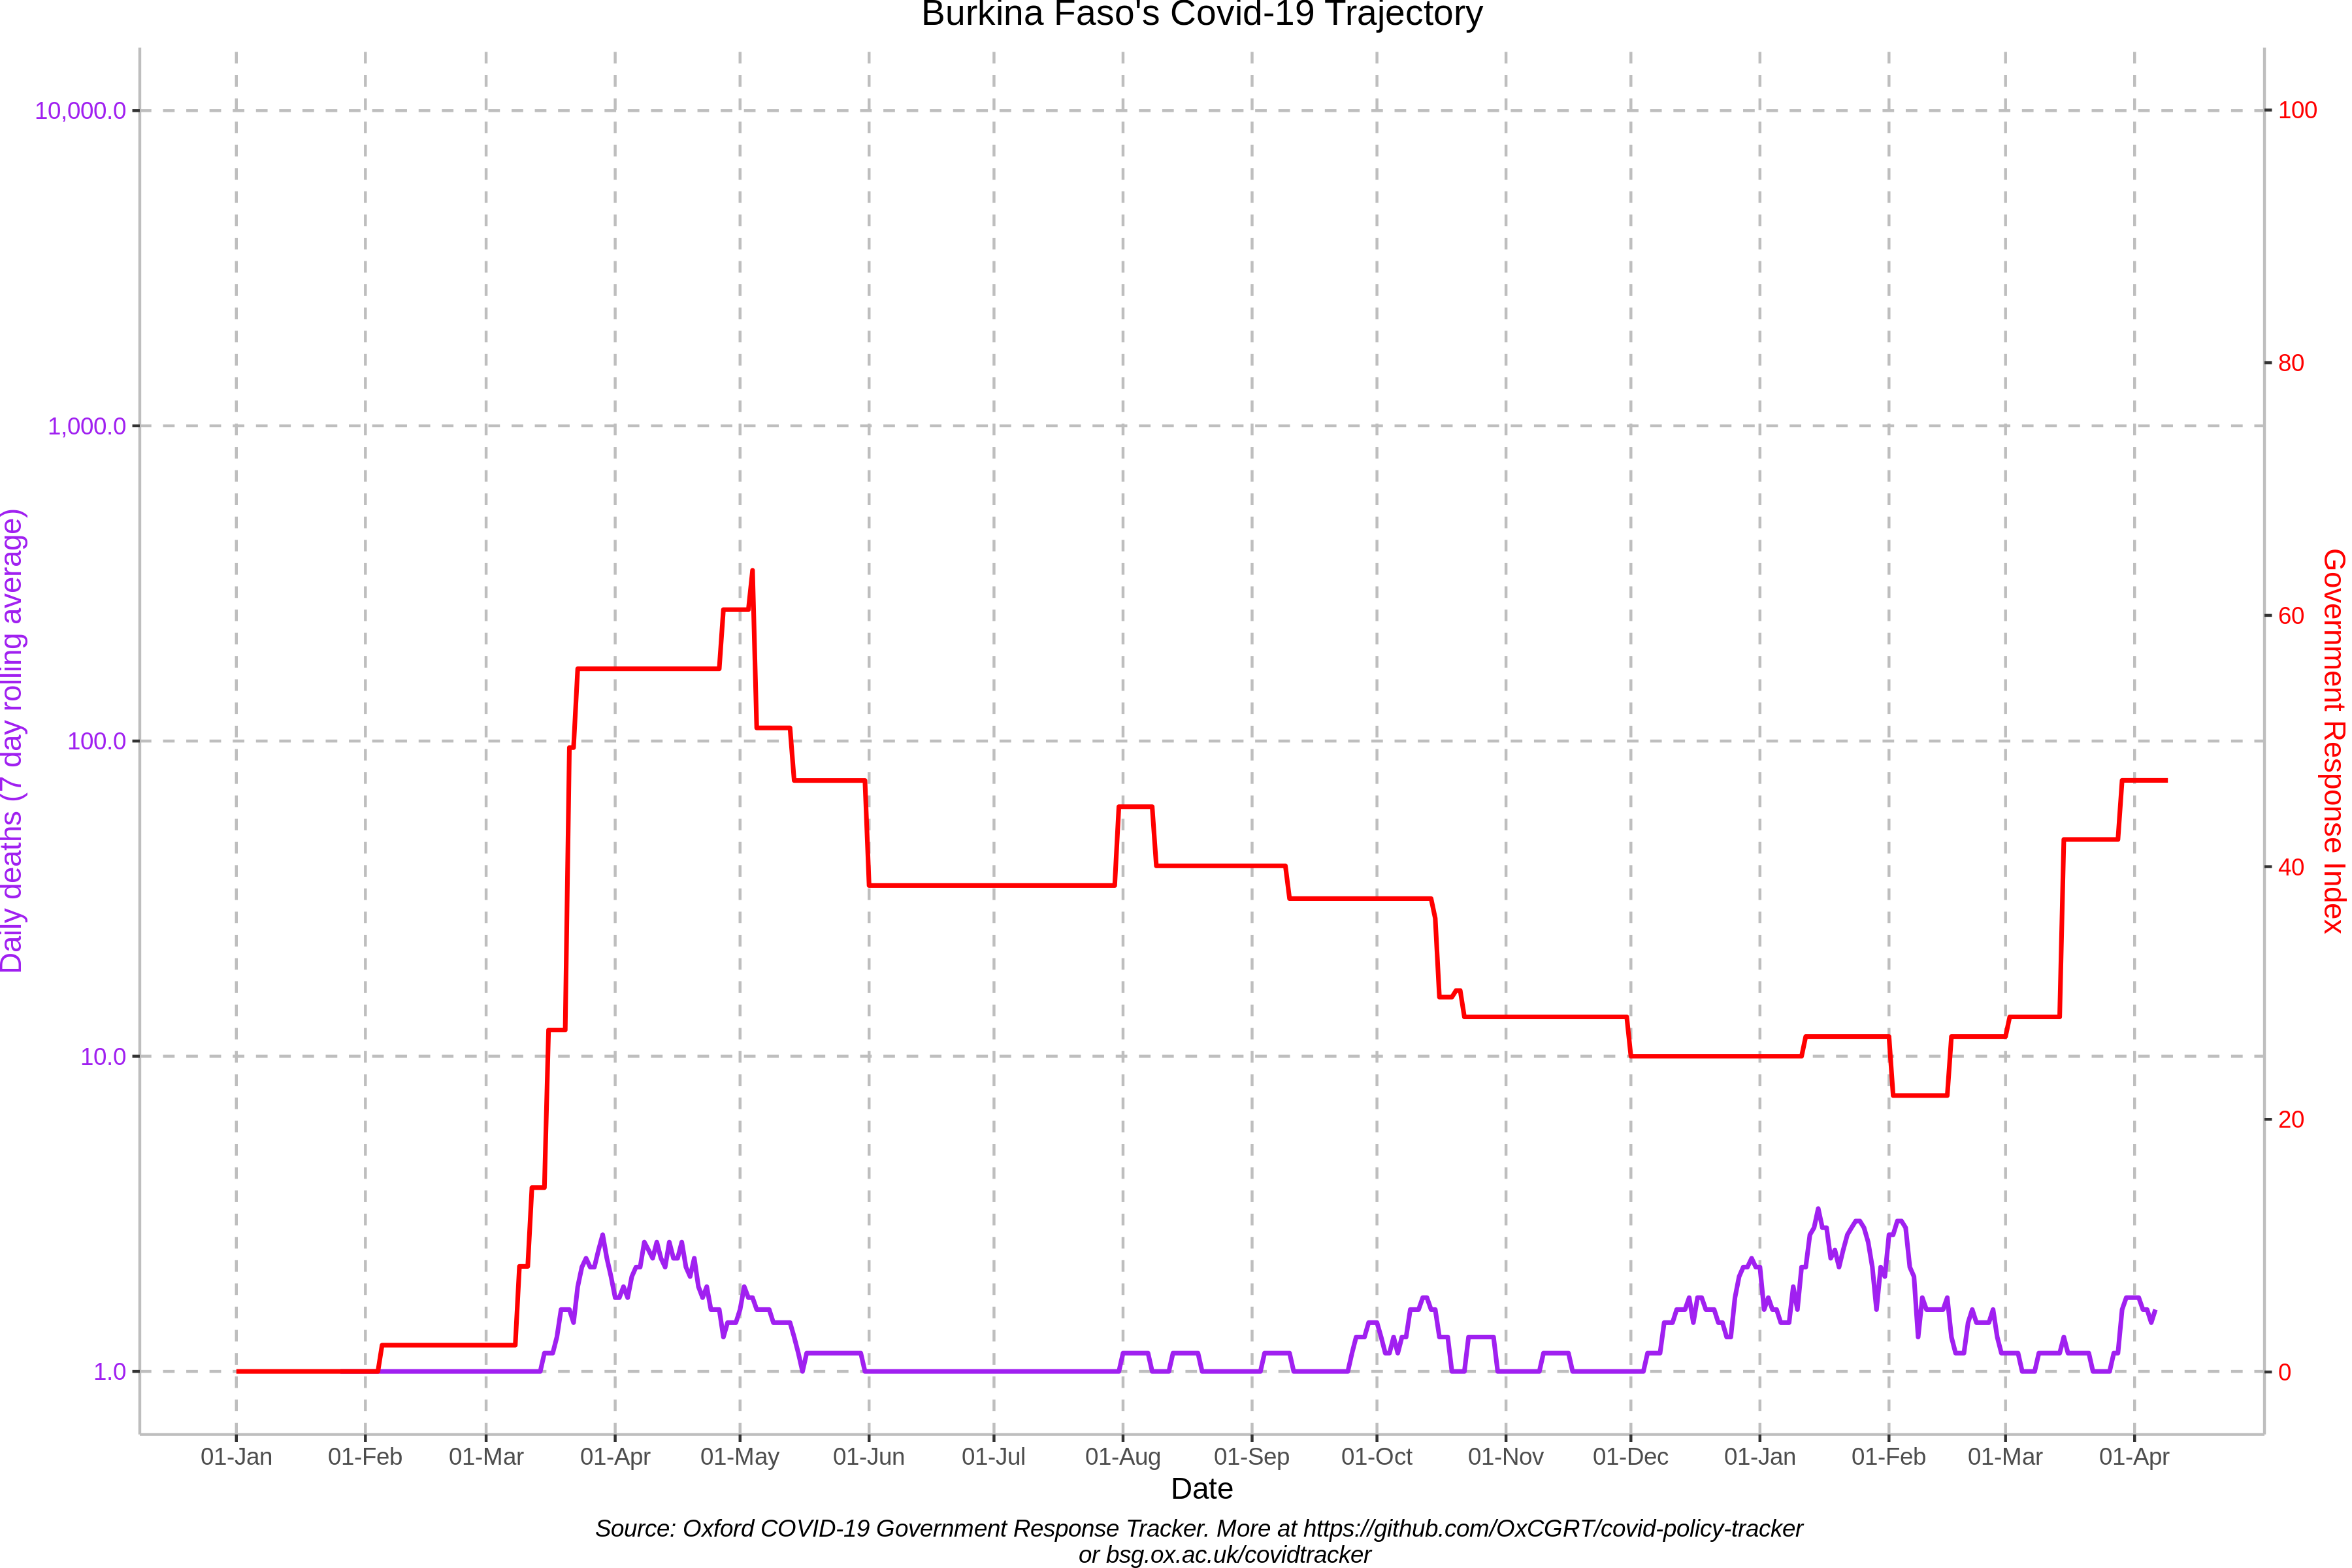 Burkina Faso's Covid-19 Trajectory
10,000.0
1,000.0
100.0
10.0
1.0
Daily deaths (7 day rolling average)
100
80
60
40
20
0
Government Response Index
01-Jan 01-Feb 01-Mar 01-Apr 01-May 01-Jun 01-Jul 01-Aug 01-Sep 01-Oct 01-Nov 01-Dec 01-Jan 01-Feb 01-Mar 01-Apr
Date
Source: Oxford COVID-19 Government Response Tracker. More at https://github.com/OxCGRT/covid-policy-tracker
or bsg.ox.ac.uk/covidtracker